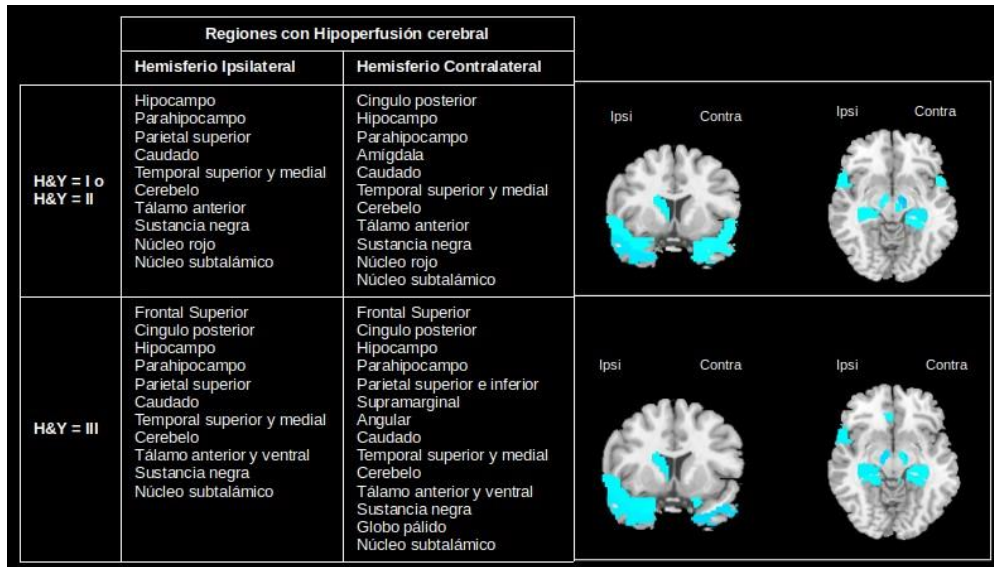 Regiones con Hipoperfusión cerebral
Hemisferio Ipsilateral
Hemisferio Contralateral
H&Y = I o
H&Y = II
Hipocampo
Parahipocampo
Parietal superior
Caudado
Temporal superior y medial
Cerebelo
Tálamo anterior
Sustancia negra
Núcleo rojo
Núcleo subtalámico
Cingulo posterior
Hipocampo
Parahipocampo
Amígdala
Caudado
Temporal superior y medial
Cerebelo
Tálamo anterior
Sustancia negra
Núcleo rojo
Núcleo subtalámico
Ipsi
Contra
Ipsi
Contra
H&Y = III
Frontal Superior
Cingulo posterior
Hipocampo
Parahipocampo
Parietal superior
Caudado
Temporal superior y medial
Cerebelo
Tálamo anterior y ventral
Sustancia negra
Núcleo subtalámico
Frontal Superior
Cingulo posterior
Hipocampo
Parahipocampo
Parietal superior e inferior
Supramarginal
Angular
Caudado
Temporal superior y medial
Cerebelo
Tálamo anterior y ventral
Sustancia negra
Globo pálido
Núcleo subtalámico
Ipsi
Contra
Ipsi
Contra